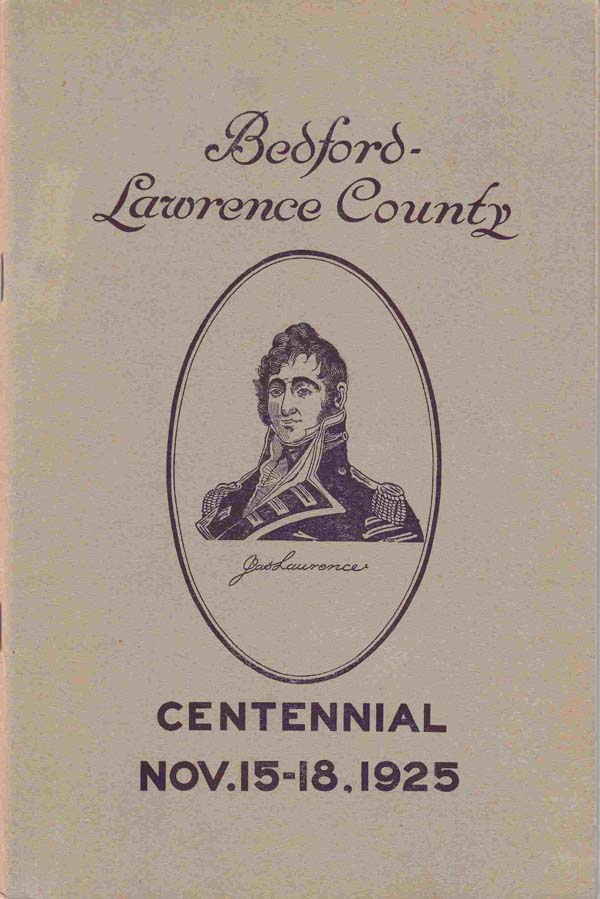 Bedford-
Lawrence County
Jas Lawrence
CENTENNIAL
NOV. 15-18, 1925